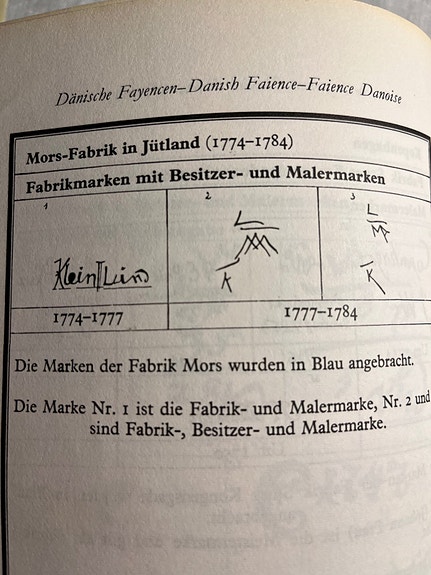 Dänische Fayencen–Danish Faience–Faience Danoise
Mors-Fabrik in Jütland (1774–1784)
Fabrikmarken mit Besitzer- und Malermarken
1 2 3
L L
M M
K K
1774–1777 1777–1784
Die Marken der Fabrik Mors wurden in Blau angebracht.
Die Marke Nr. 1 ist die Fabrik- und Malermarke, Nr. 2 und
sind Fabrik-, Besitzer- und Malermarke.